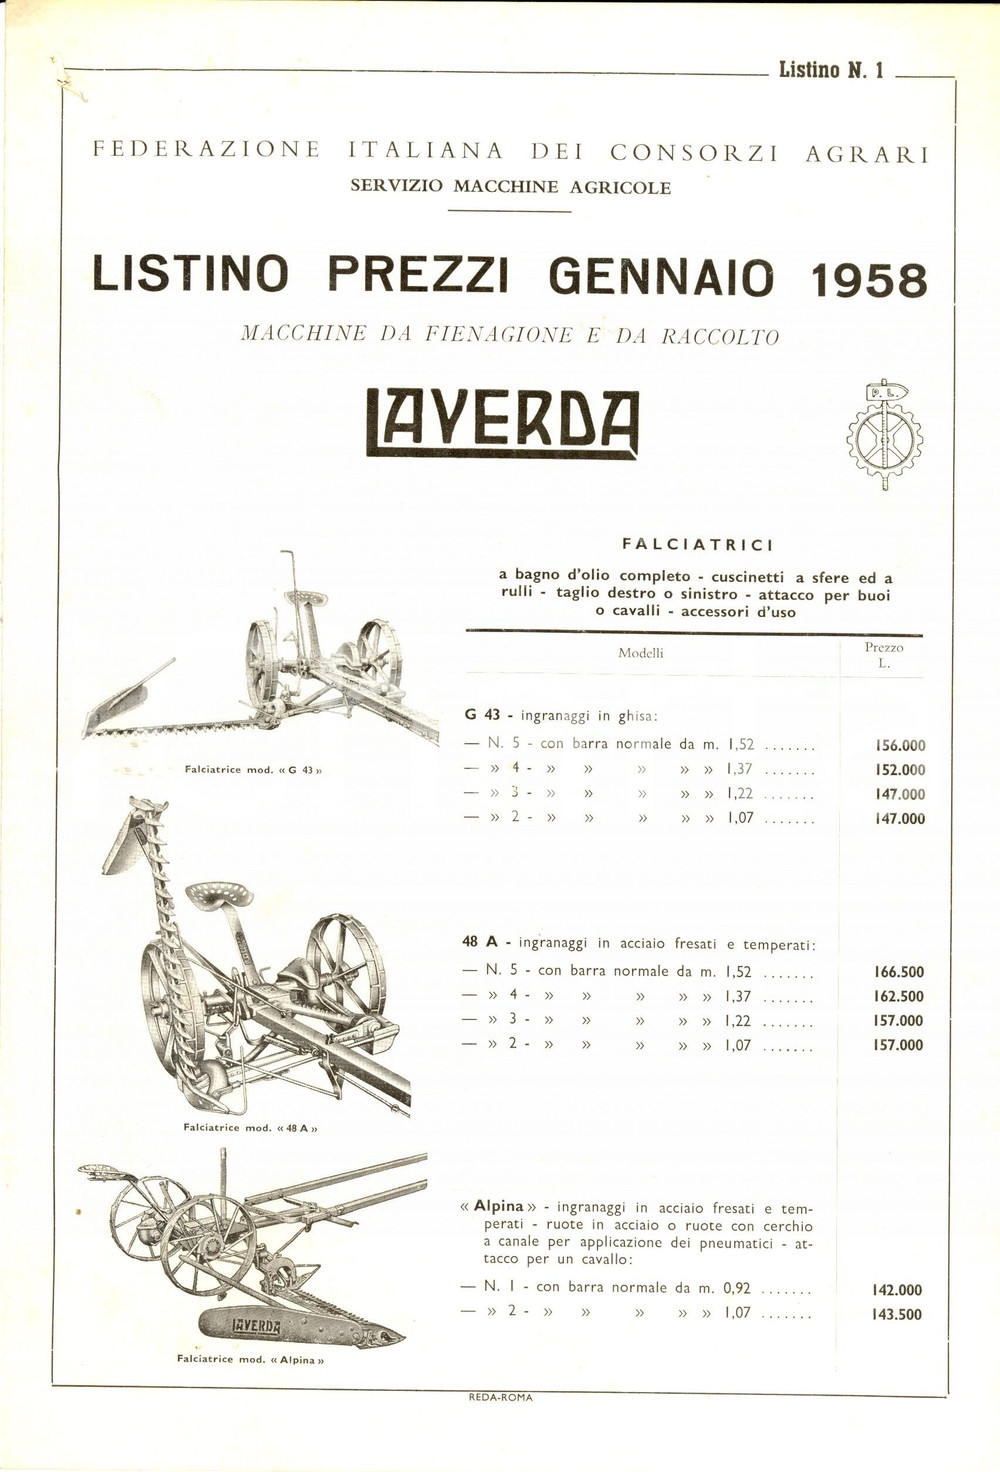 Listino N. 1
FEDERAZIONE ITALIANA DEI CONSORZI AGRARI
SERVIZIO MACCHINE AGRICOLE
LISTINO PREZZI GENNAIO 1958
MACCHINE DA FIENAGIONE E DA RACCOLTO
LAVERDA
P. L.
FALCIATRICI
a bagno d'olio completo - cuscinetti a sfere ed a
rulli - taglio destro o sinistro - attacco per buoi
o cavalli - accessori d'uso
Modelli
Prezzo
L.
G 43 - ingranaggi in ghisa:
— N. 5 - con barra normale da m. 1,52 ....... 156.000
— » 4 - » » » » » 1,37 ....... 152.000
— » 3 - » » » » » 1,22 ....... 147.000
— » 2 - » » » » » 1,07 ....... 147.000
Falciatrice mod. « G 43 »
48 A - ingranaggi in acciaio fresati e temperati:
— N. 5 - con barra normale da m. 1,52 ....... 166.500
— » 4 - » » » » » 1,37 ....... 162.500
— » 3 - » » » » » 1,22 ....... 157.000
— » 2 - » » » » » 1,07 ....... 157.000
Falciatrice mod. « 48 A »
« Alpina » - ingranaggi in acciaio fresati e tem-
perati - ruote in acciaio o ruote con cerchio
a canale per applicazione dei pneumatici - at-
tacco per un cavallo:
— N. 1 - con barra normale da m. 0,92 ....... 142.000
— » 2 - » » » » » 1,07 ....... 143.500
LAVERDA
Falciatrice mod. « Alpina »
REDA-ROMA